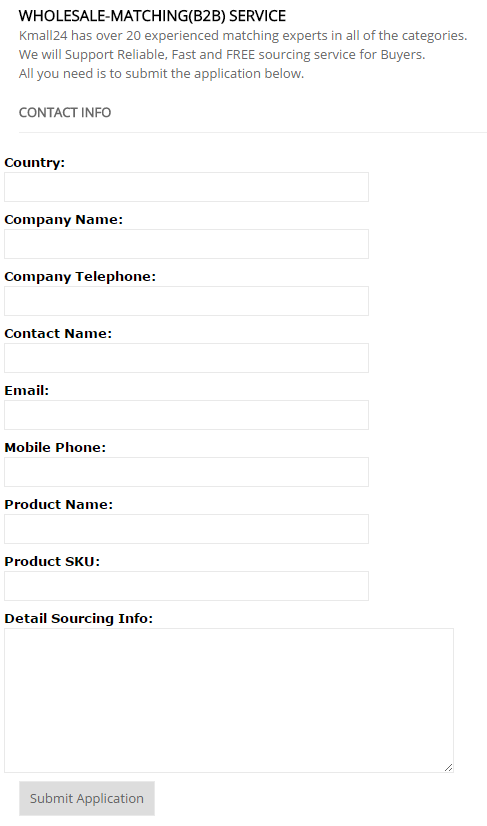 WHOLESALE-MATCHING(B2B) SERVICE
Kmall24 has over 20 experienced matching experts in all of the categories.
We will Support Reliable, Fast and FREE sourcing service for Buyers.
All you need is to submit the application below.
CONTACT INFO
Country:
Company Name:
Company Telephone:
Contact Name:
Email:
Mobile Phone:
Product Name:
Product SKU:
Detail Sourcing Info:
Submit Application